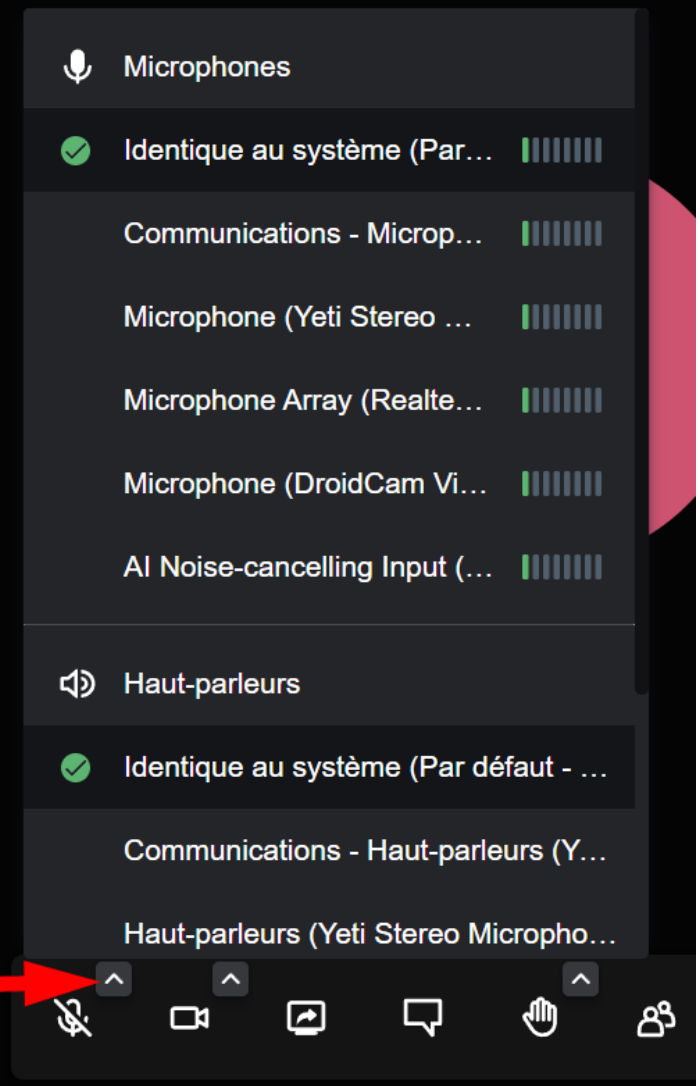 Microphones
Identique au système (Par...
Communications - Microp...
Microphone (Yeti Stereo ...
Microphone Array (Realte...
Microphone (DroidCam Vi...
AI Noise-cancelling Input (...
Haut-parleurs
Identique au système (Par défaut - ...
Communications - Haut-parleurs (Y...
Haut-parleurs (Yeti Stereo Micropho...